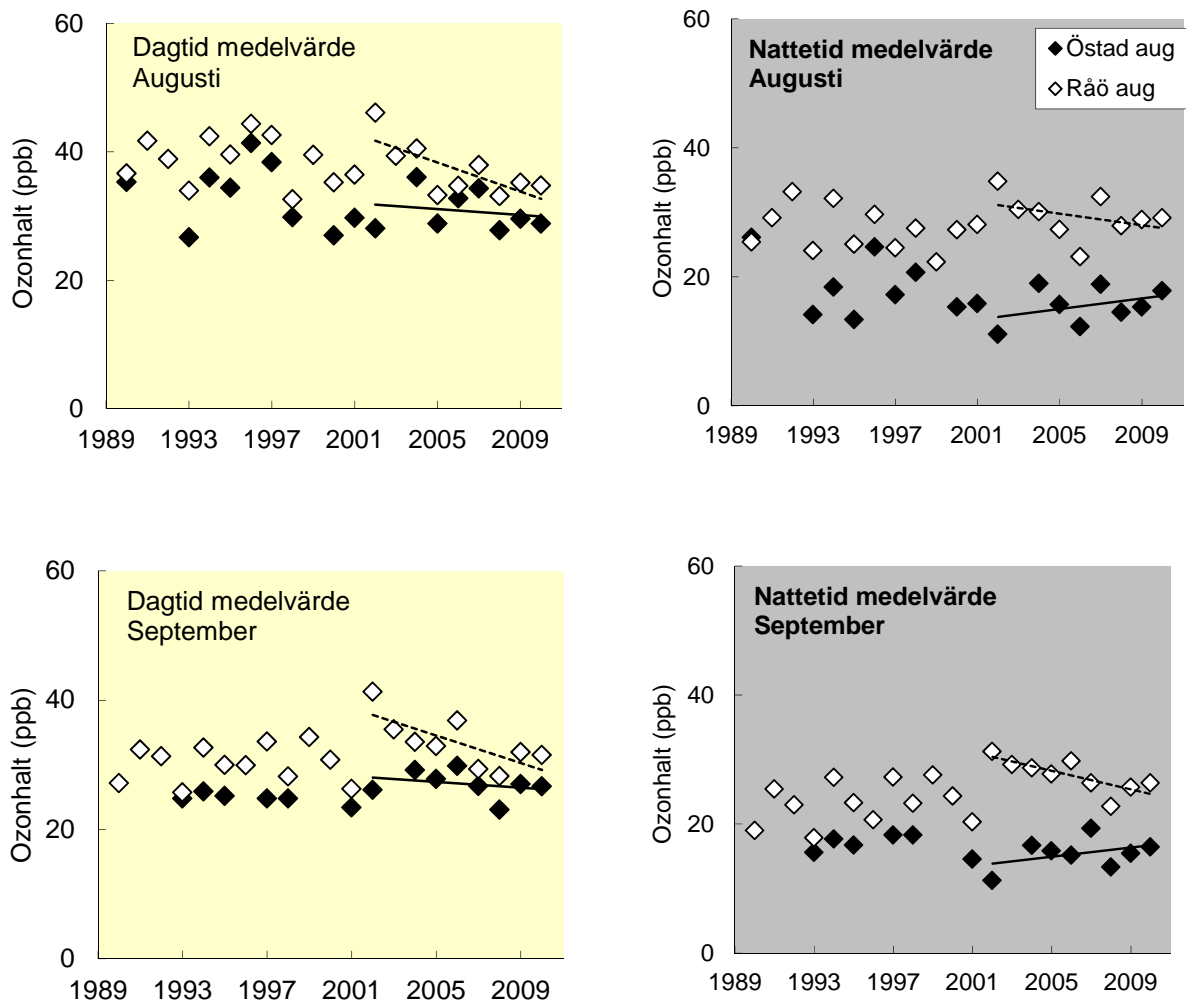 Dagtid medelvärde
Augusti
Ozonhalt (ppb)
60
40
20
0
1989 1993 1997 2001 2005 2009
Nattetid medelvärde
Augusti
Östad aug
Råö aug
Ozonhalt (ppb)
60
40
20
0
1989 1993 1997 2001 2005 2009
Dagtid medelvärde
September
Ozonhalt (ppb)
60
40
20
0
1989 1993 1997 2001 2005 2009
Nattetid medelvärde
September
Ozonhalt (ppb)
60
40
20
0
1989 1993 1997 2001 2005 2009